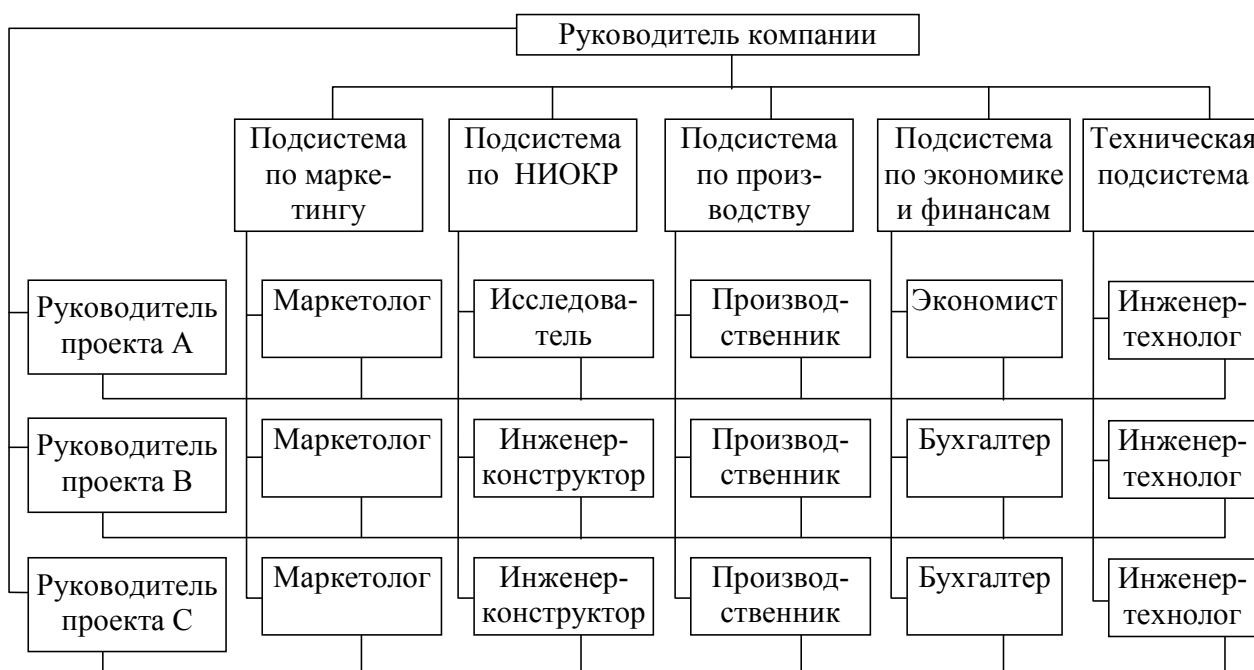 Руководитель компании
Подсистема
по марке-
тингу
Подсистема
по НИОКР
Подсистема
по произ-
водству
Подсистема
по экономике
и финансам
Техническая
подсистема
Руководитель
проекта А
Маркетолог
Исследова-
тель
Производ-
ственник
Экономист
Инженер-
технолог
Руководитель
проекта В
Маркетолог
Инженер-
конструктор
Производ-
ственник
Бухгалтер
Инженер-
технолог
Руководитель
проекта С
Маркетолог
Инженер-
конструктор
Производ-
ственник
Бухгалтер
Инженер-
технолог